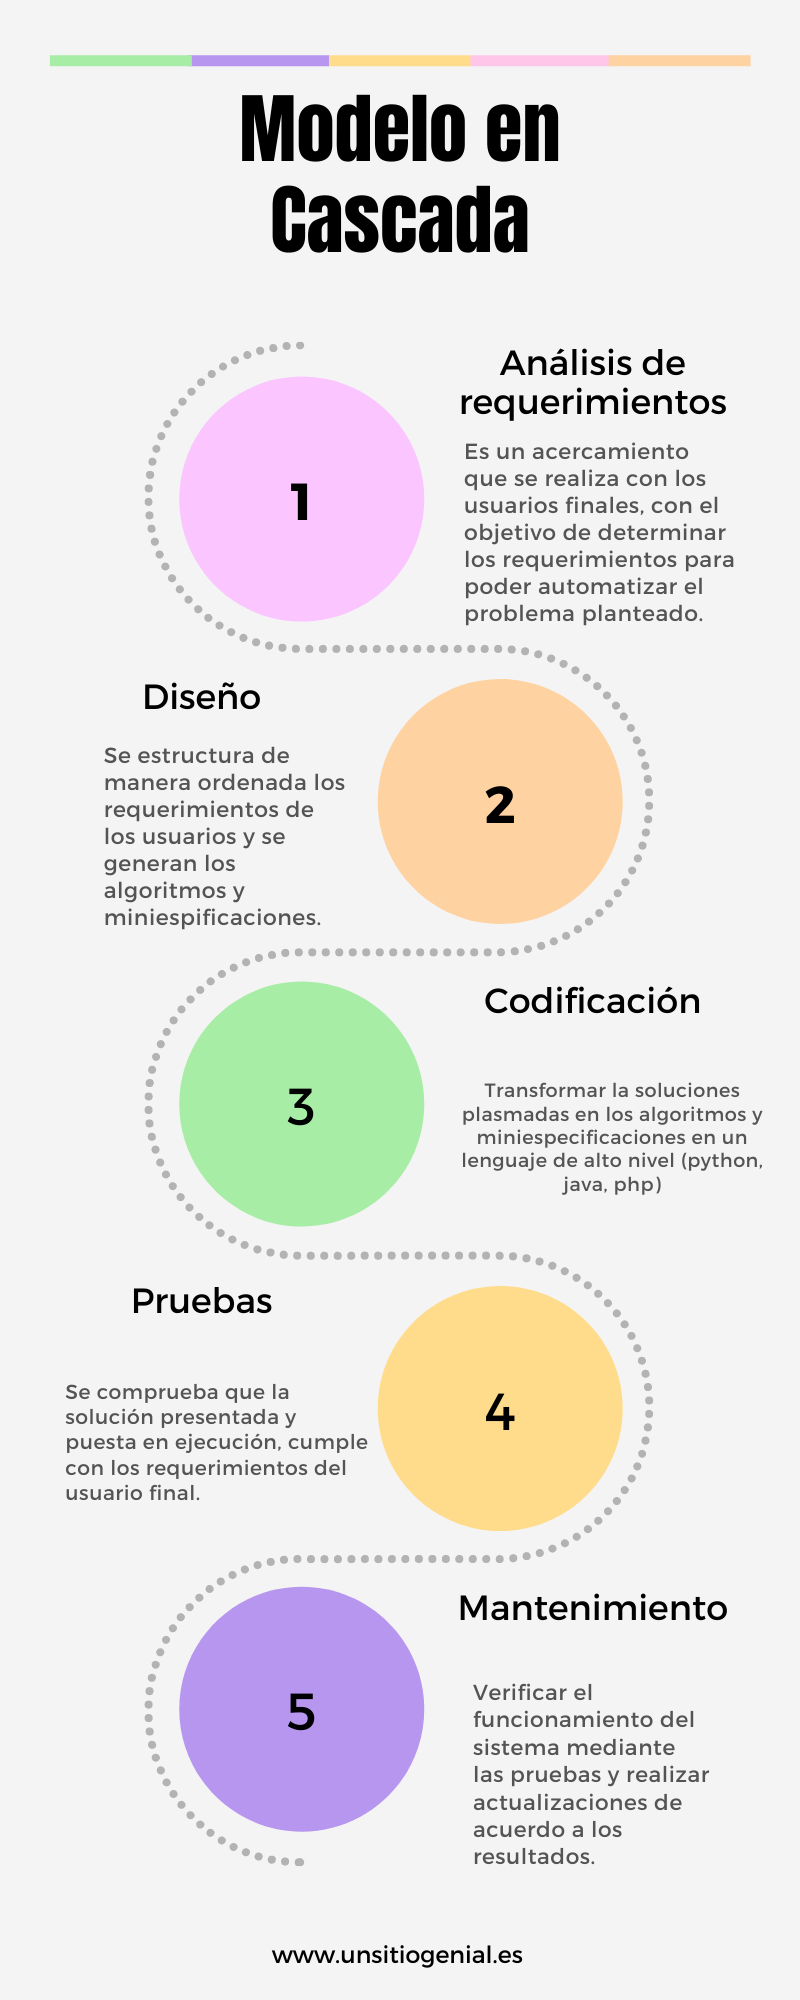 Modelo en
Cascada
1
Análisis de
requerimientos
Es un acercamiento
que se realiza con los
usuarios finales, con el
objetivo de determinar
los requerimientos para
poder automatizar el
problema planteado.
Diseño
Se estructura de
manera ordenada los
requerimientos de
los usuarios y se
generan los
algoritmos y
miniespificaciones.
2
3
Codificación
Transformar la soluciones
plasmadas en los algoritmos y
miniespecificaciones en un
lenguaje de alto nivel (python,
java, php)
Pruebas
Se comprueba que la
solución presentada y
puesta en ejecución, cumple
con los requerimientos del
usuario final.
4
5
Mantenimiento
Verificar el
funcionamiento del
sistema mediante
las pruebas y realizar
actualizaciones de
acuerdo a los
resultados.
www.unsitiogenial.es